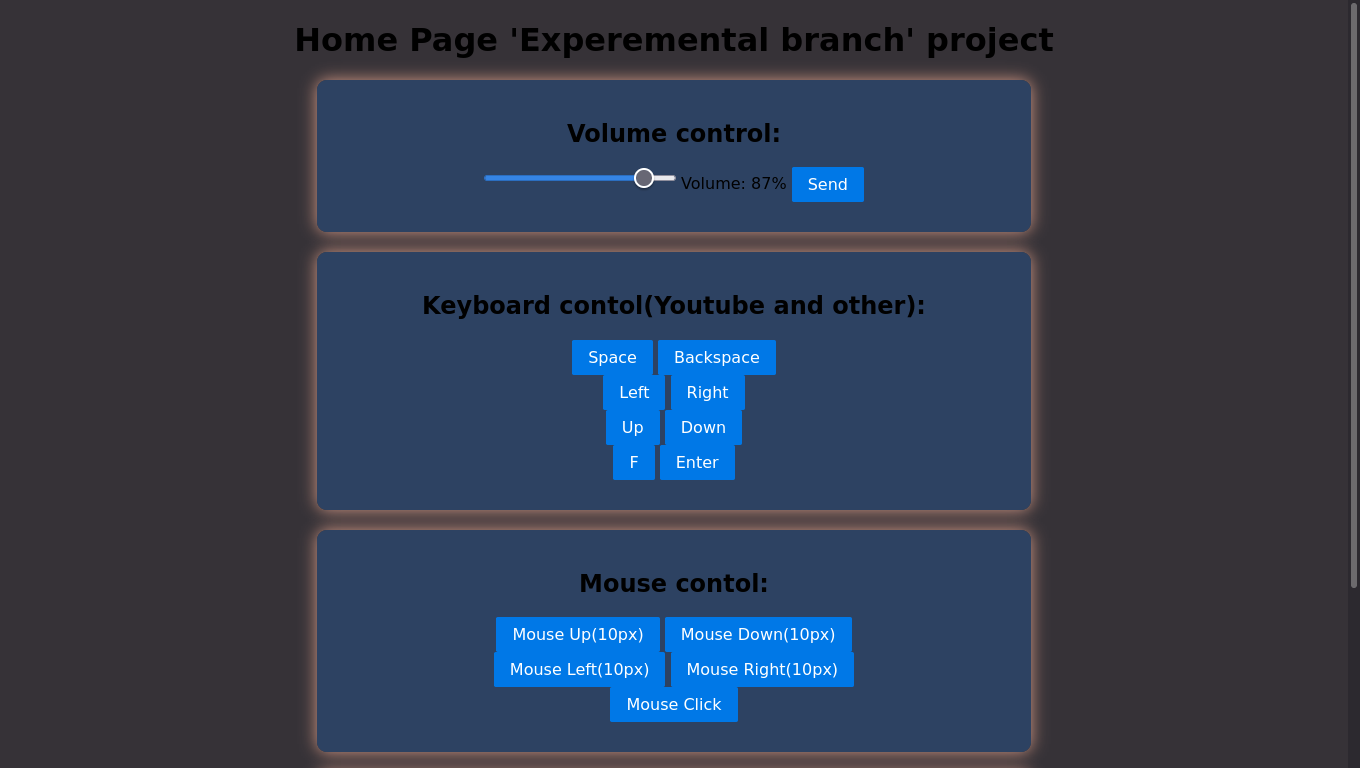 Home Page 'Experemental branch' project
Volume control:
Volume: 87% Send
Keyboard contol(Youtube and other):
Space Backspace
Left Right
Up Down
F Enter
Mouse contol:
Mouse Up(10px) Mouse Down(10px)
Mouse Left(10px) Mouse Right(10px)
Mouse Click